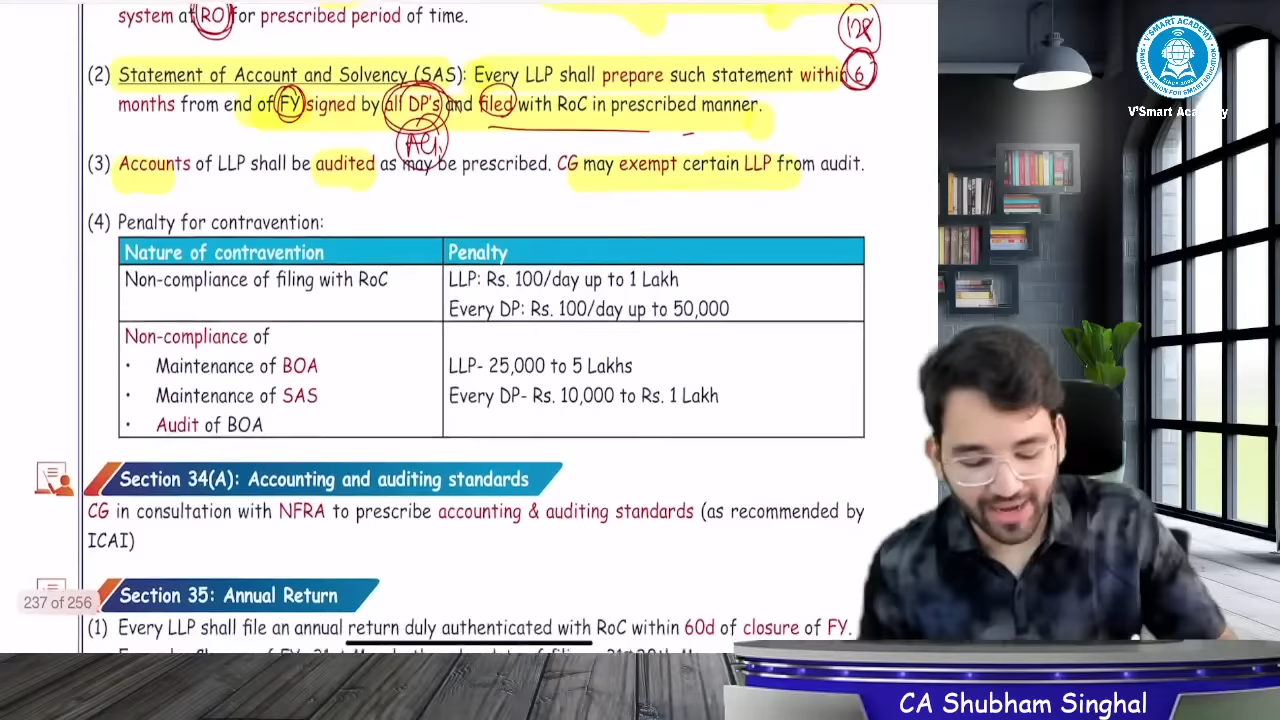 system at RO for prescribed period of time.
128
(2) Statement of Account and Solvency (SAS): Every LLP shall prepare such statement within 6
months from end of FY signed by all DP's and filed with RoC in prescribed manner.
(3) Accounts of LLP shall be audited as may be prescribed. CG may exempt certain LLP from audit.
(4) Penalty for contravention:
Nature of contravention Penalty
Non-compliance of filing with RoC LLP: Rs. 100/day up to 1 Lakh
Every DP: Rs. 100/day up to 50,000
Non-compliance of
• Maintenance of BOA LLP- 25,000 to 5 Lakhs
• Maintenance of SAS Every DP- Rs. 10,000 to Rs. 1 Lakh
• Audit of BOA
Section 34(A): Accounting and auditing standards
CG in consultation with NFRA to prescribe accounting & auditing standards (as recommended by
ICAI)
Section 35: Annual Return
237 of 256
(1) Every LLP shall file an annual return duly authenticated with RoC within 60d of closure of FY.
V'SMART ACADEMY
V'Smart Academy
CA Shubham Singhal